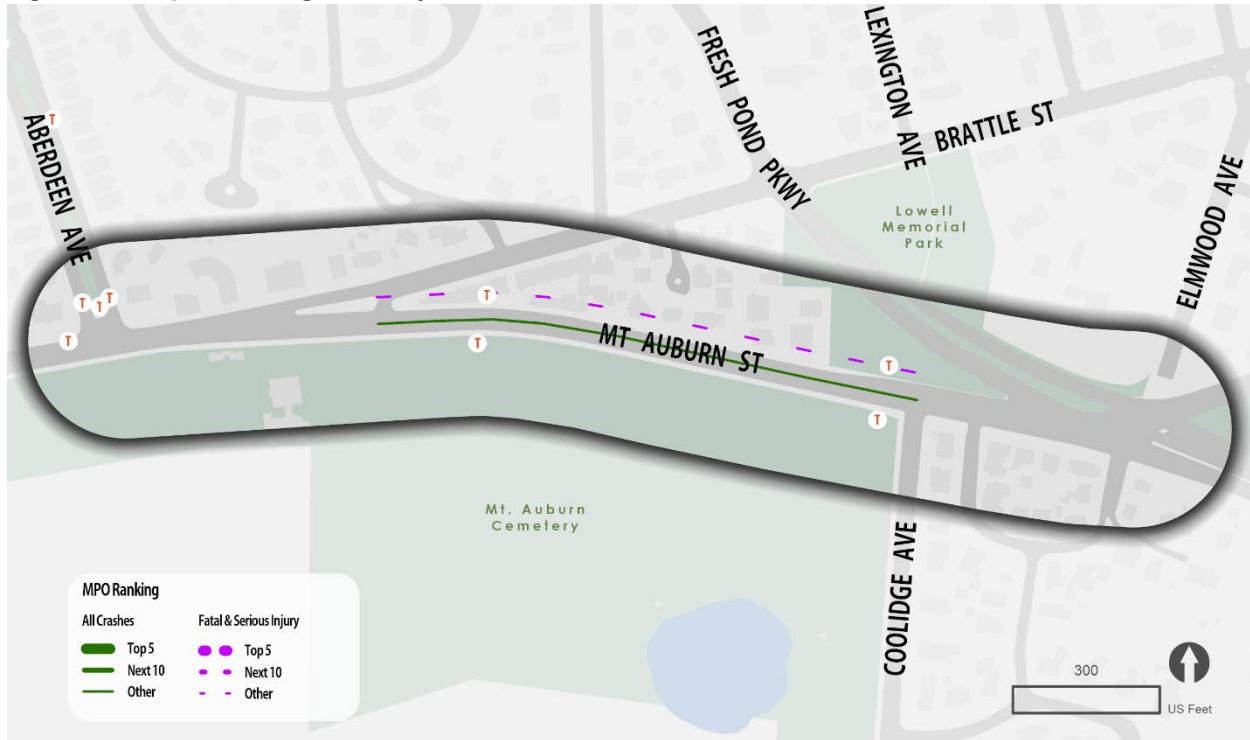 ABERDEEN AVE
FRESH POND PKWY
LEXINGTON AVE
BRATTLE ST
ELMWOOD AVE
Lowell
Memorial
Park
T
T
T
T
T
T
T
T
T
MT AUBURN ST
Mt. Auburn
Cemetery
COOLIDGE AVE
MPO Ranking
All Crashes
Top 5
Next 10
Other
Fatal & Serious Injury
Top 5
Next 10
Other
300
US Feet